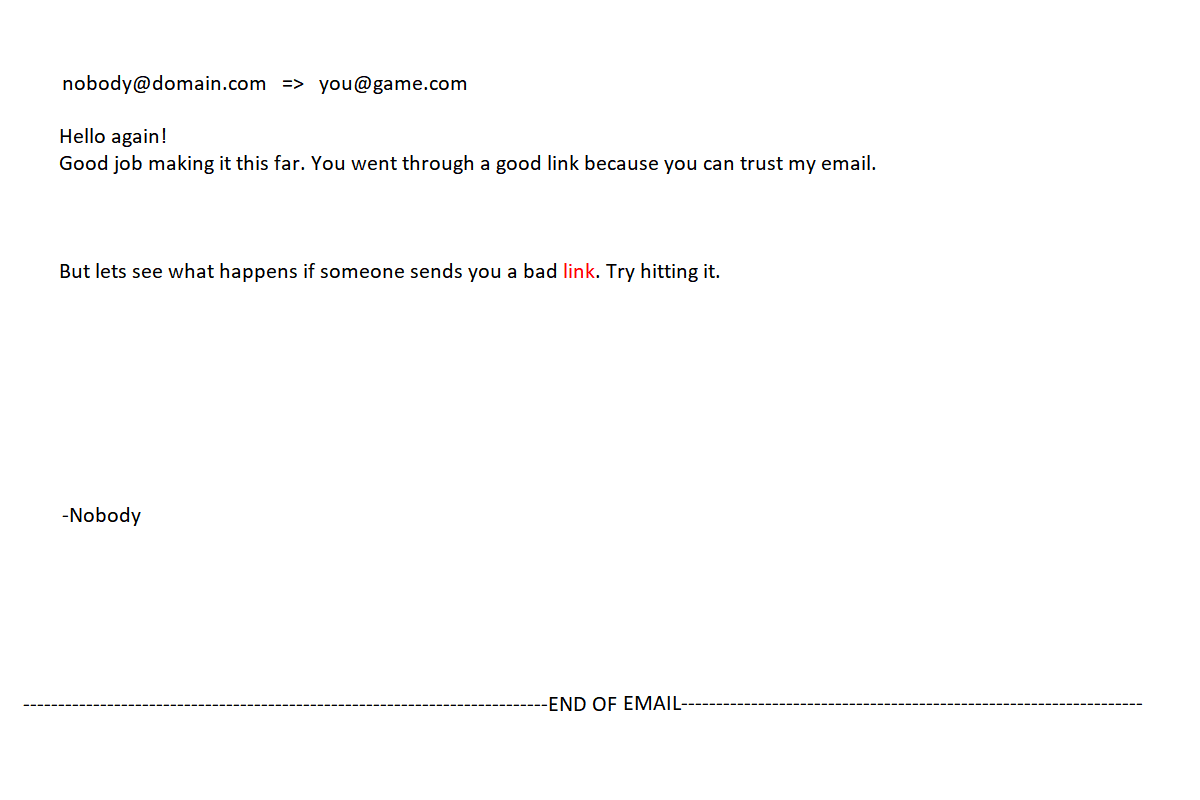 nobody@domain.com => you@game.com
Hello again!
Good job making it this far. You went through a good link because you can trust my email.
But lets see what happens if someone sends you a bad link. Try hitting it.
-Nobody
---------------------------------------------------------------------------END OF EMAIL------------------------------------------------------------------